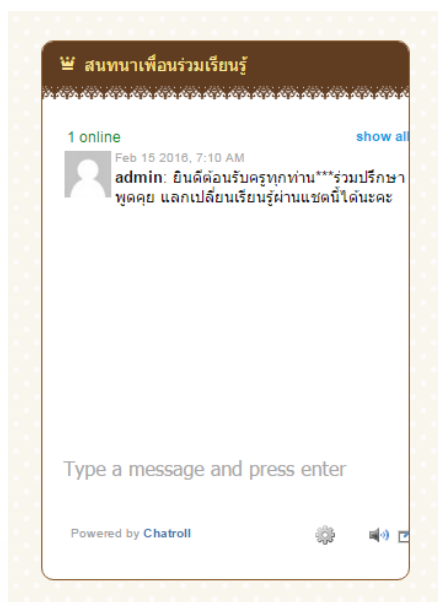 สนทนาเพื่อนร่วมเรียนรู้
1 online show all
Feb 15 2016, 7:10 AM
admin: ยินดีต้อนรับครูทุกท่าน***ร่วมปรึกษา
พูดคุย แลกเปลี่ยนเรียนรู้ผ่านแชตนี้ได้นะคะ
Type a message and press enter
Powered by Chatroll